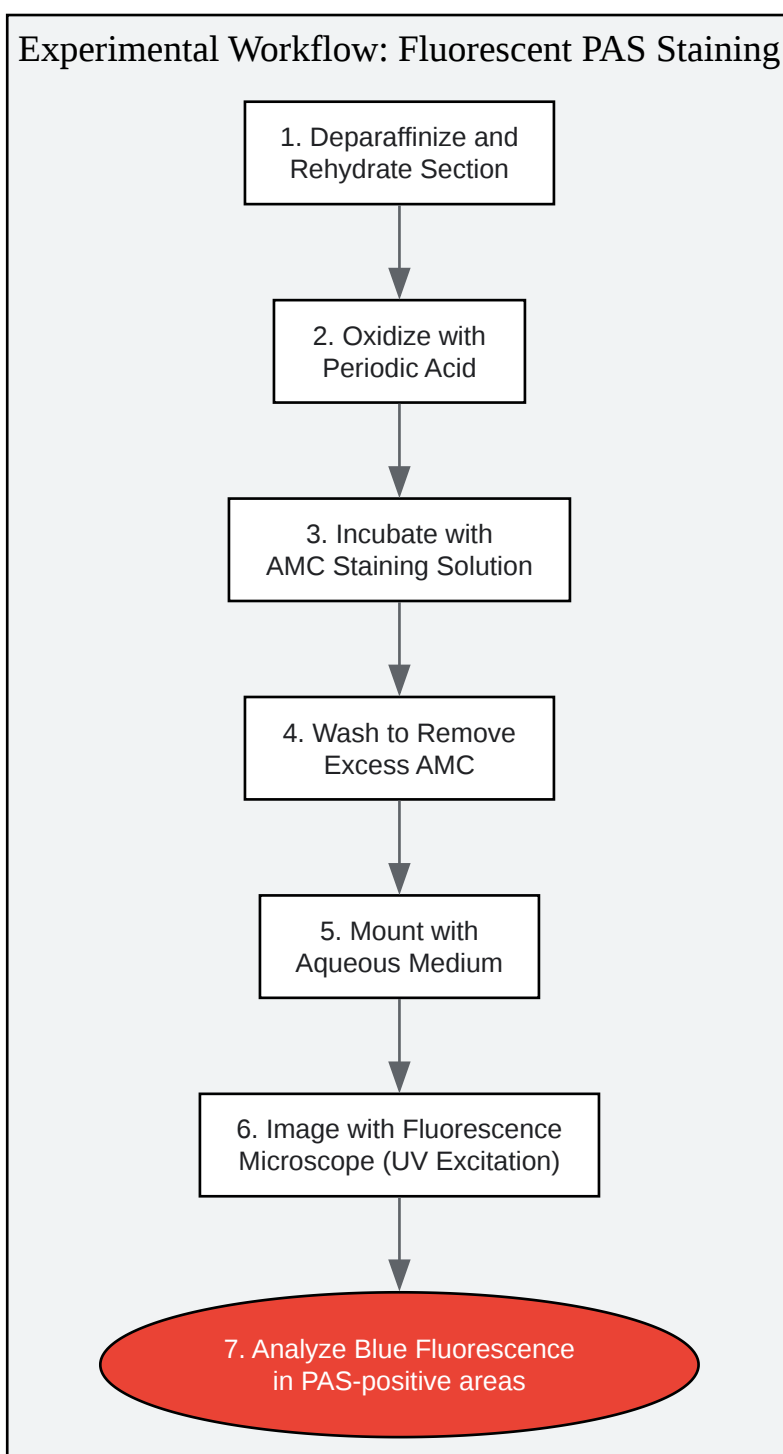 Experimental Workflow: Fluorescent PAS Staining
1. Deparaffinize and
Rehydrate Section
2. Oxidize with
Periodic Acid
3. Incubate with
AMC Staining Solution
4. Wash to Remove
Excess AMC
5. Mount with
Aqueous Medium
6. Image with Fluorescence
Microscope (UV Excitation)
7. Analyze Blue Fluorescence
in PAS-positive areas